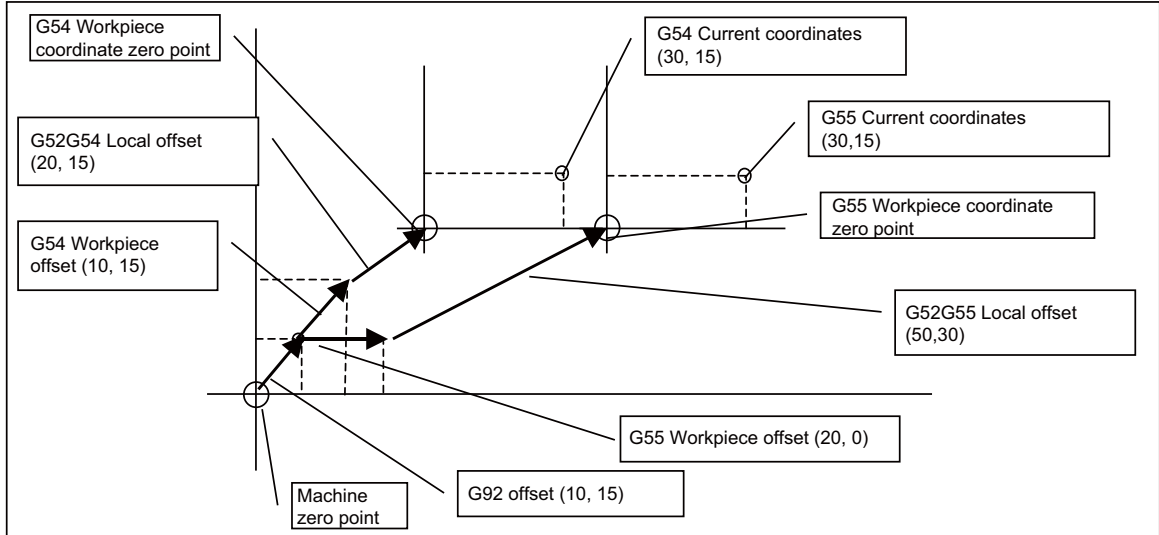 G54 Workpiece
coordinate zero point
G54 Current coordinates
(30, 15)
G52G54 Local offset
(20, 15)
G55 Current coordinates
(30,15)
G55 Workpiece coordinate
zero point
G54 Workpiece
offset (10, 15)
G52G55 Local offset
(50,30)
G55 Workpiece offset (20, 0)
G92 offset (10, 15)
Machine
zero point